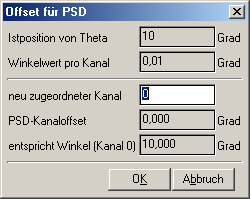 Offset für PSD
Istposition von Theta 10 Grad
Winkelwert pro Kanal 0,01 Grad
neu zugeordneter Kanal 0
PSD-Kanaloffset 0,000 Grad
entspricht Winkel (Kanal 0) 10,000 Grad
OK Abbruch